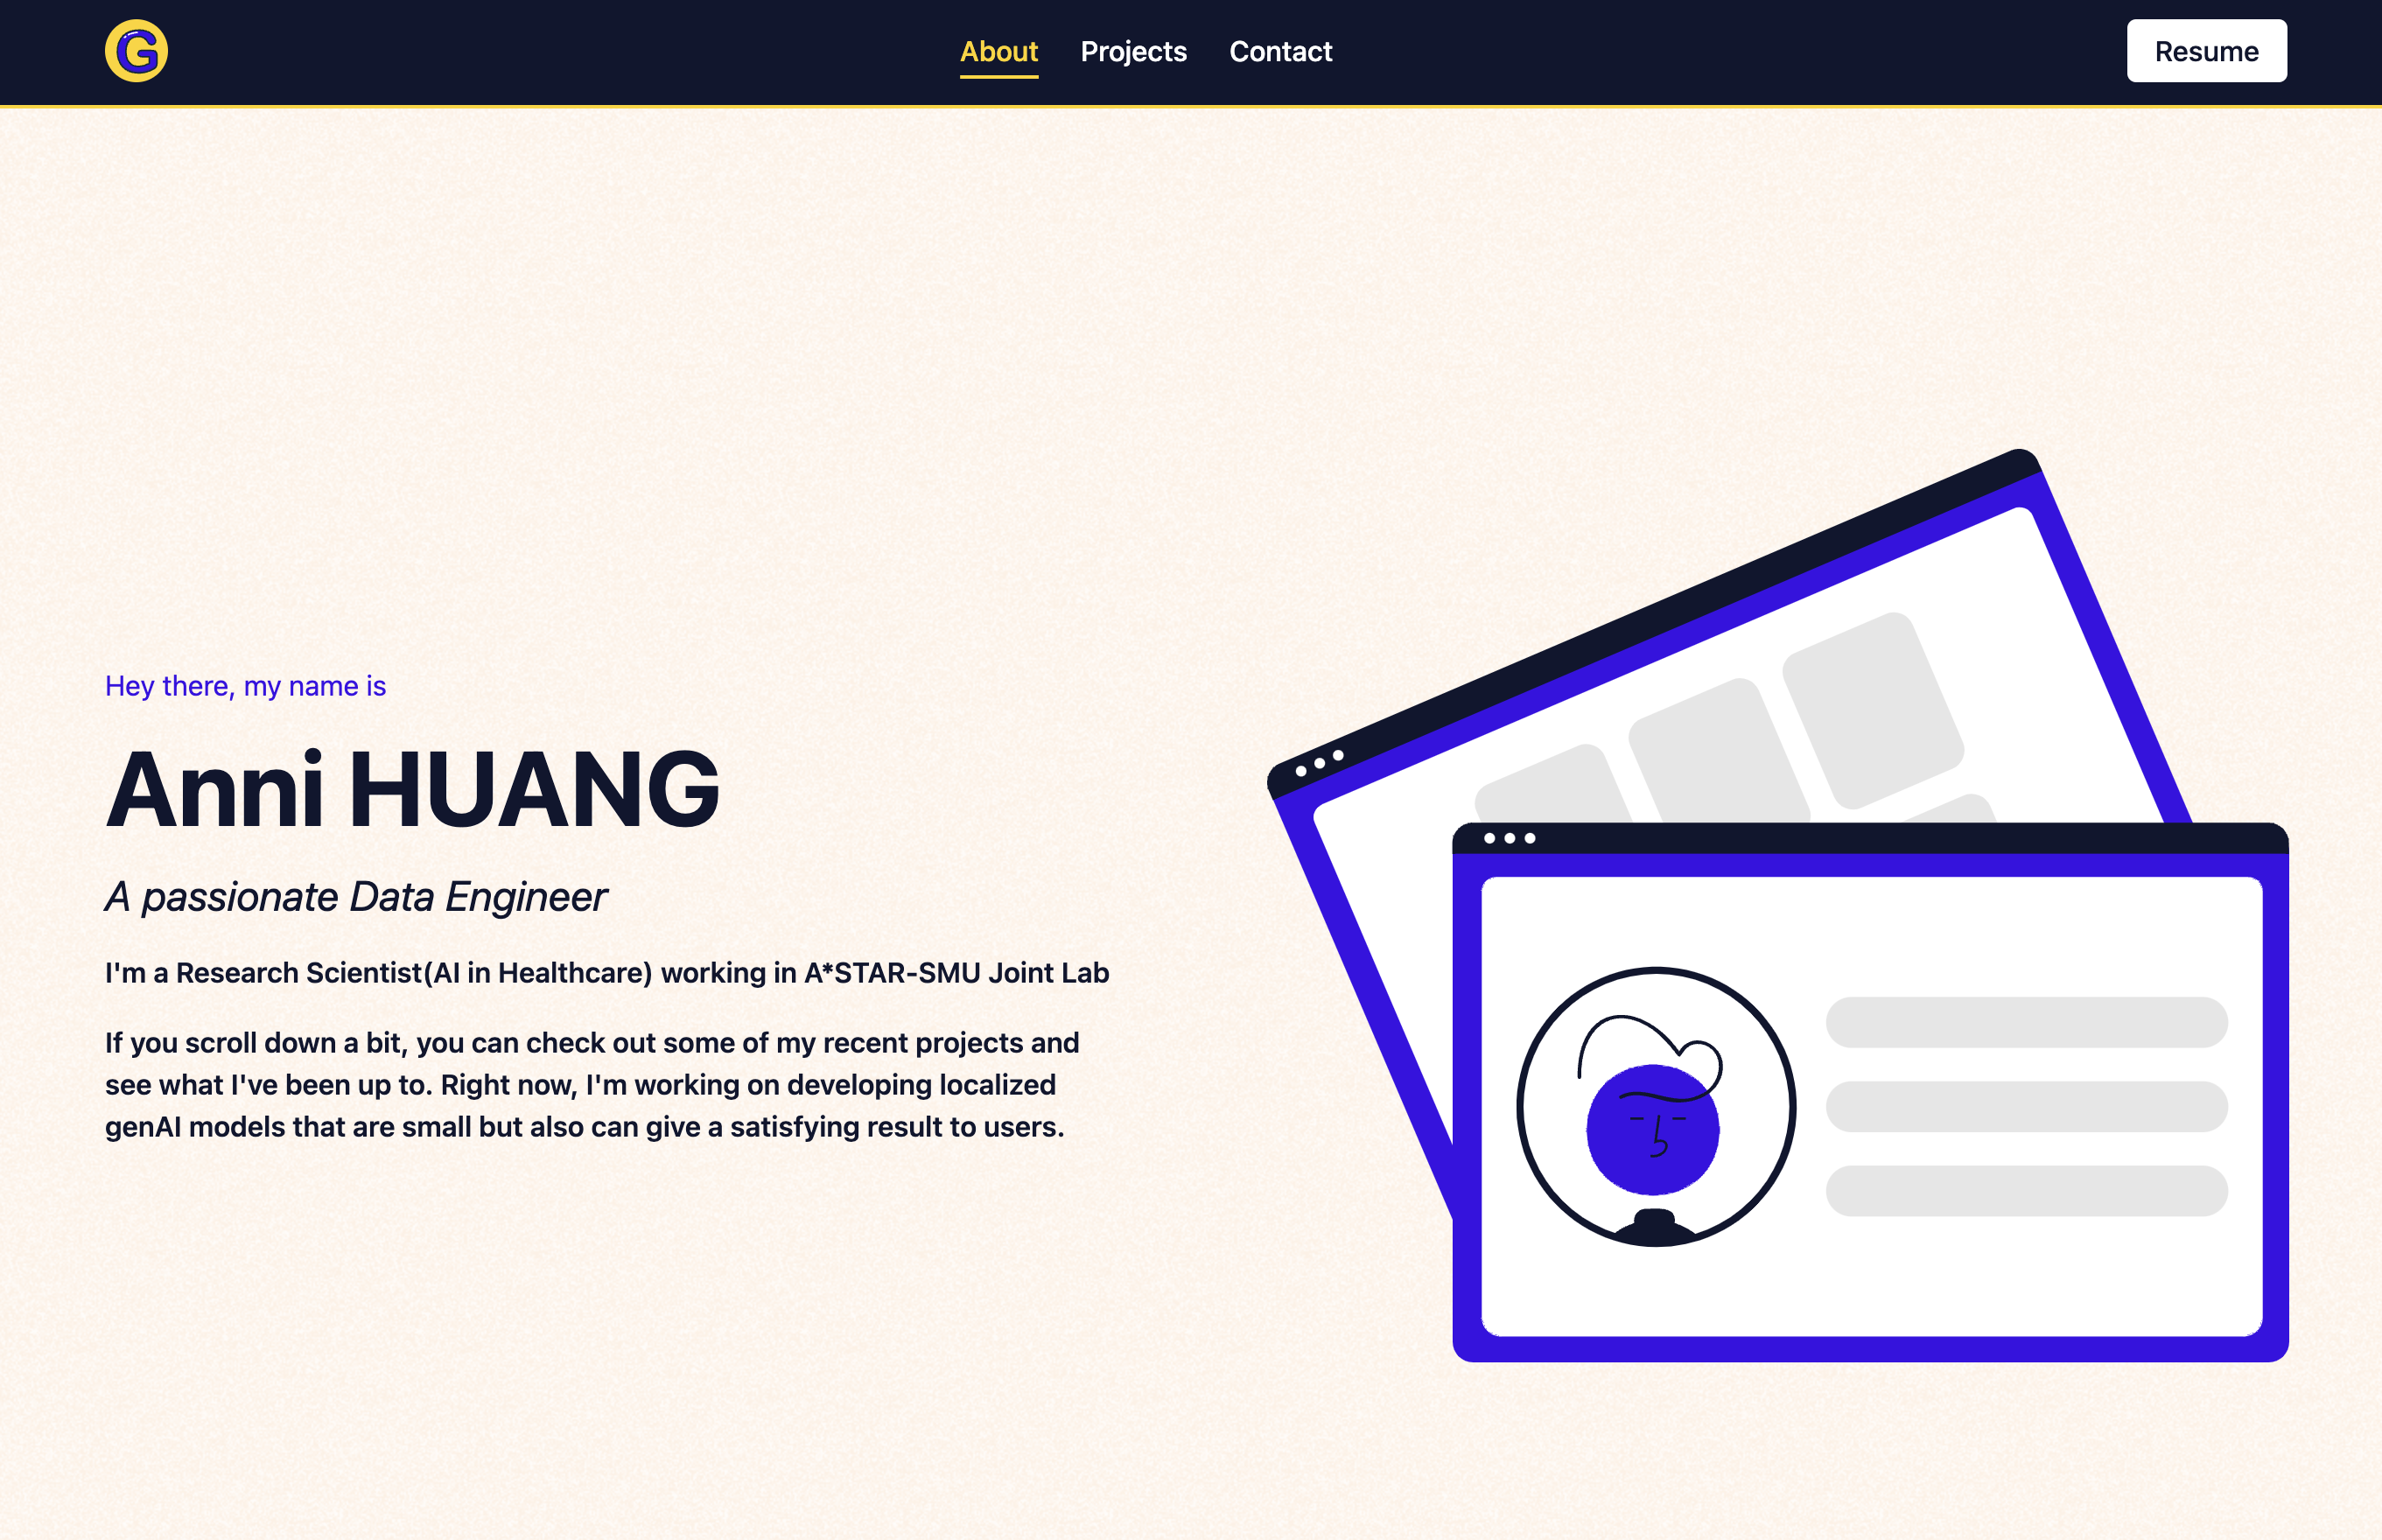 G
About
Projects
Contact
Resume
Hey there, my name is
Anni HUANG
A passionate Data Engineer
I'm a Research Scientist(AI in Healthcare) working in A*STAR-SMU Joint Lab
If you scroll down a bit, you can check out some of my recent projects and
see what I've been up to. Right now, I'm working on developing localized
genAI models that are small but also can give a satisfying result to users.